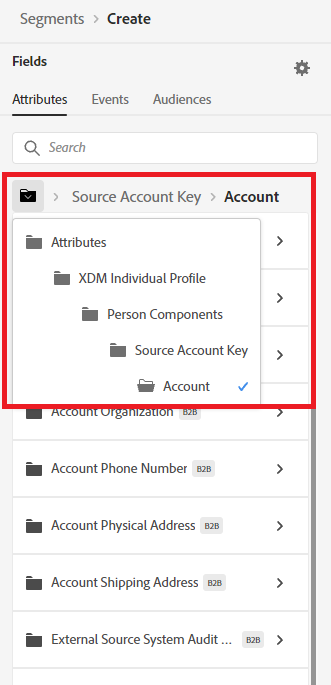 Segments > Create
Fields
Attributes Events Audiences
Search
> Source Account Key > Account
Attributes
XDM Individual Profile
Person Components
Source Account Key
Account
Account Organization B2B
Account Phone Number B2B
Account Physical Address B2B
Account Shipping Address B2B
External Source System Audit ... B2B